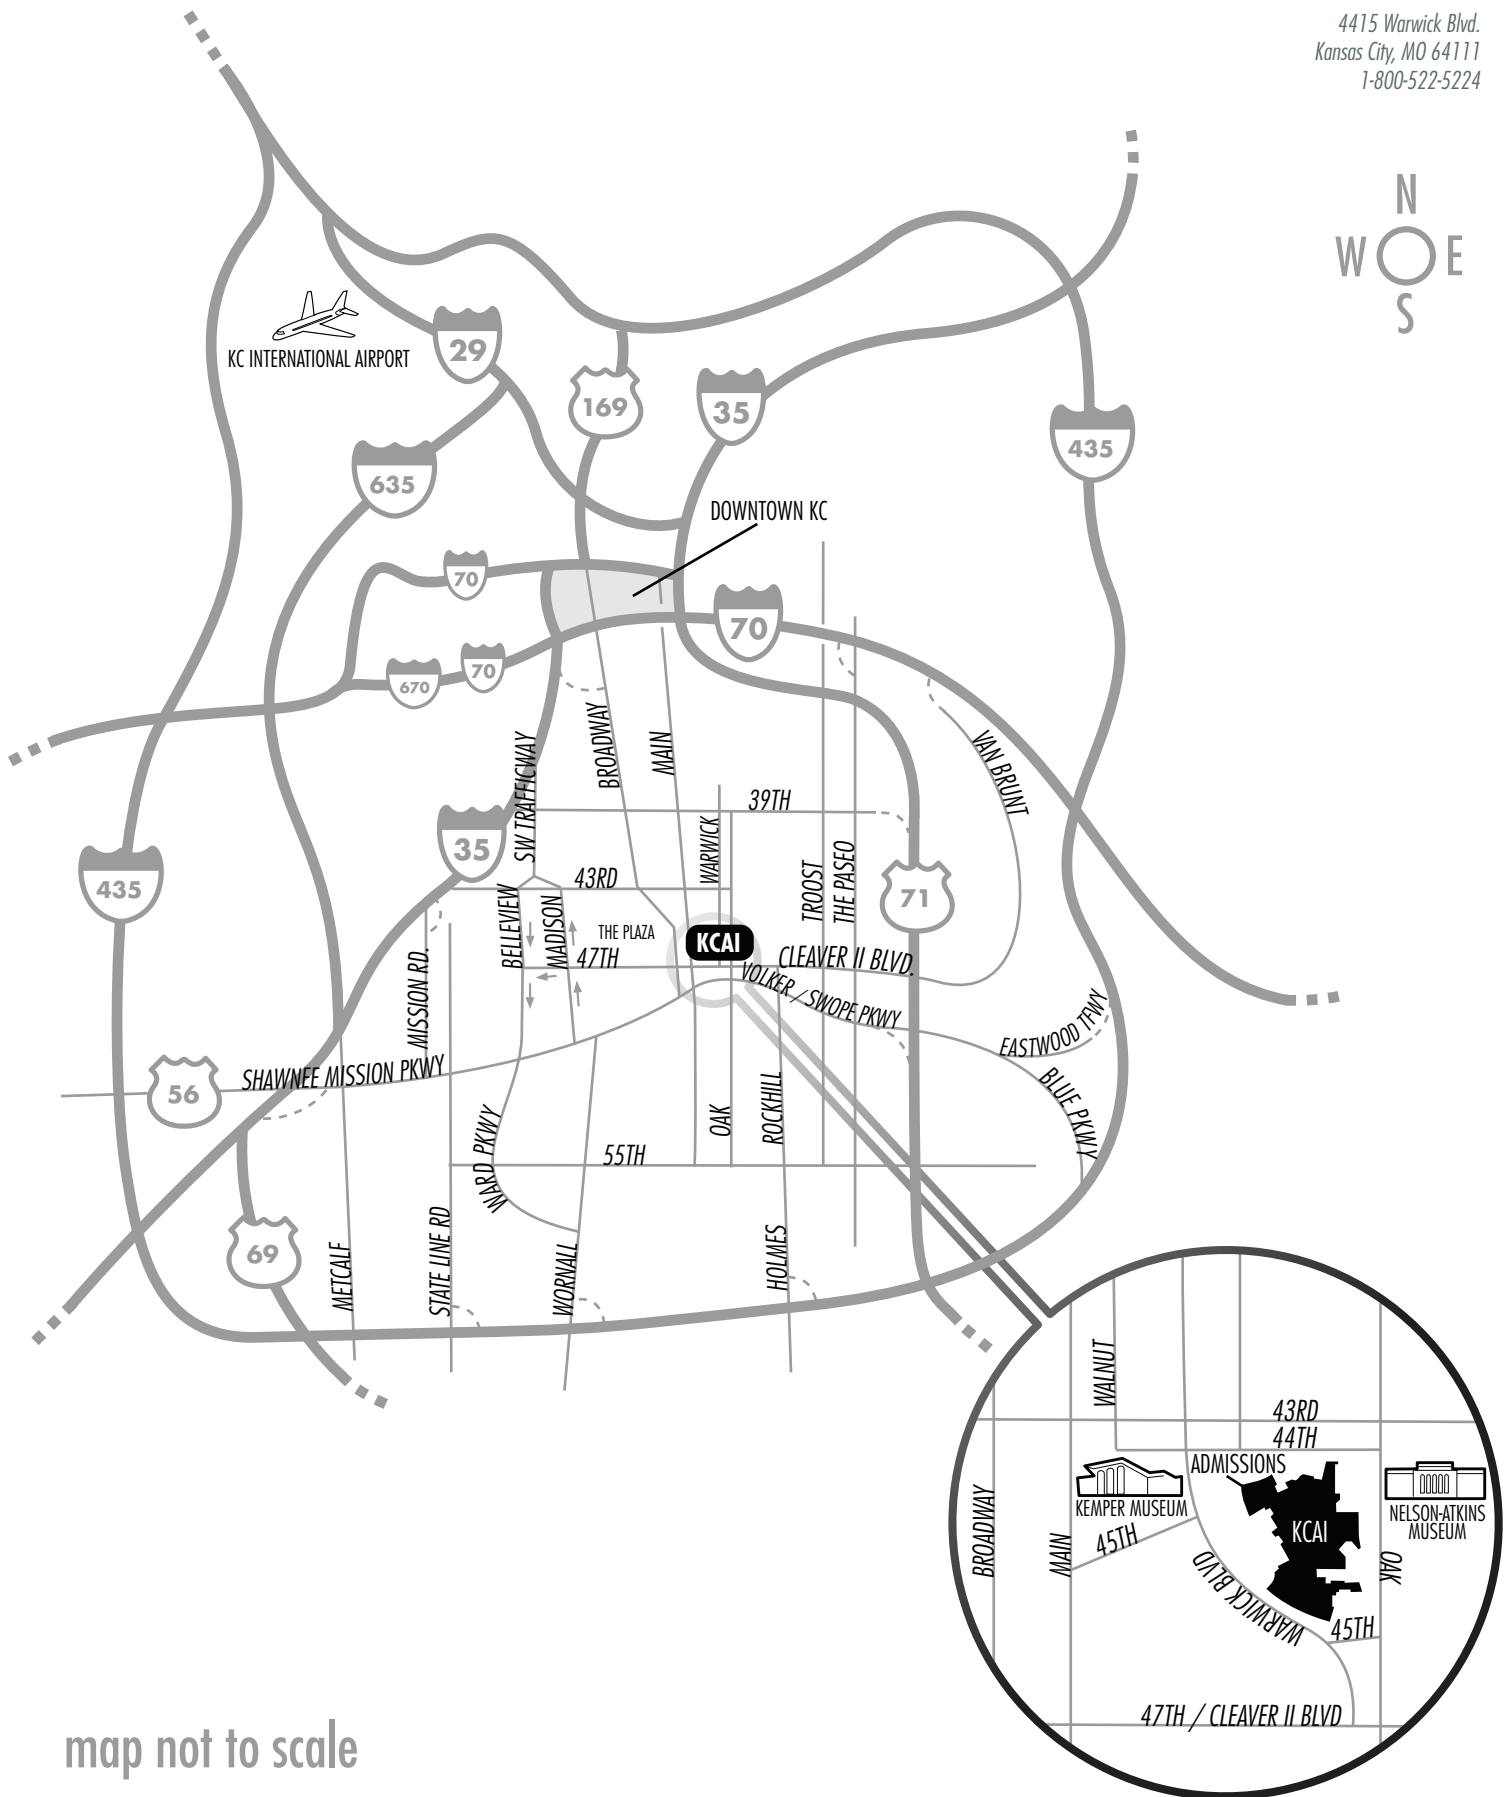 4415 Warwick Blvd.
Kansas City, MO 64111
1-800-522-5224
N
W E
S
KC INTERNATIONAL AIRPORT
29
169
35
435
635
DOWNTOWN KC
70
70
70
670
BROADWAY
MAIN
SW TRAFFICWAY
VAN BRUNT
39TH
WARWICK
35
435
43RD
TROOST
THE PASEO
71
BELLEVIEW
MADISON
THE PLAZA
KCAI
47TH
CLEAVER II BLVD.
MISSION RD.
VOLKER / SWOPE PKWY
EASTWOOD TFWY
56
SHAWNEE MISSION PKWY
BLUE PKWY
WARD PKWY
OAK
ROCKHILL
55TH
69
METCALF
STATE LINE RD
WORNALL
HOLMES
WALNUT
43RD
44TH
ADMISSIONS
KEMPER MUSEUM
KCAI
NELSON-ATKINS
MUSEUM
BROADWAY
MAIN
45TH
WARWICK BLVD
OAK
45TH
47TH / CLEAVER II BLVD
map not to scale